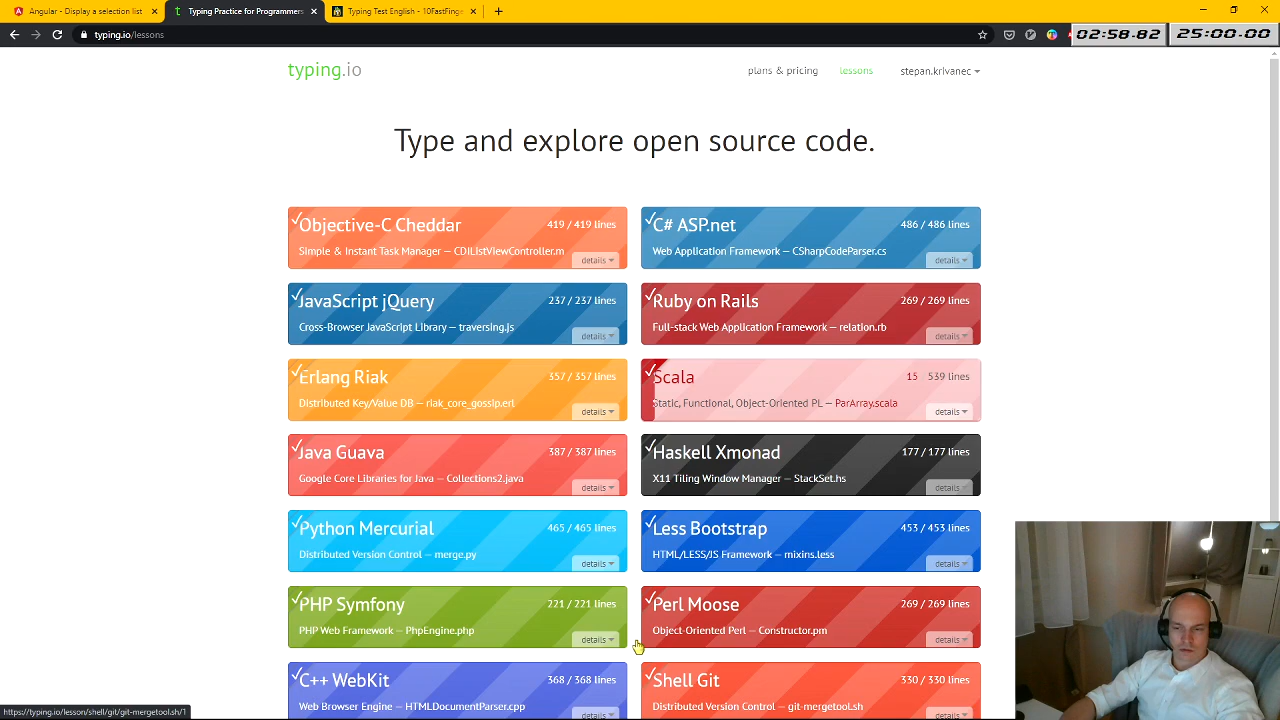 Angular - Display a selection list
Typing Practice for Programmers
Typing Test English - 10FastFinge
typing.io/lessons
02:58.82
25:00.00
typing.io
plans & pricing
lessons
stepan.krivanec
Type and explore open source code.
Objective-C Cheddar
419 / 419 lines
Simple & Instant Task Manager — CDIListViewController.m
details
C# ASP.net
486 / 486 lines
Web Application Framework — CSharpCodeParser.cs
details
JavaScript jQuery
237 / 237 lines
Cross-Browser JavaScript Library — traversing.js
details
Ruby on Rails
269 / 269 lines
Full-stack Web Application Framework — relation.rb
details
Erlang Riak
357 / 357 lines
Distributed Key/Value DB — riak_core_gossip.erl
details
Scala
15 539 lines
Static, Functional, Object-Oriented PL — ParArray.scala
details
Java Guava
387 / 387 lines
Google Core Libraries for Java — Collections2.java
details
Haskell Xmonad
177 / 177 lines
X11 Tiling Window Manager — StackSet.hs
details
Python Mercurial
465 / 465 lines
Distributed Version Control — merge.py
details
Less Bootstrap
453 / 453 lines
HTML/LESS/JS Framework — mixins.less
details
PHP Symfony
221 / 221 lines
PHP Web Framework — PhpEngine.php
details
Perl Moose
269 / 269 lines
Object-Oriented Perl — Constructor.pm
details
C++ WebKit
368 / 368 lines
Web Browser Engine — HTMLDocumentParser.cpp
details
Shell Git
330 / 330 lines
Distributed Version Control — git-mergetool.sh
details
https://typing.io/lesson/shell/git/git-mergetool.sh/1